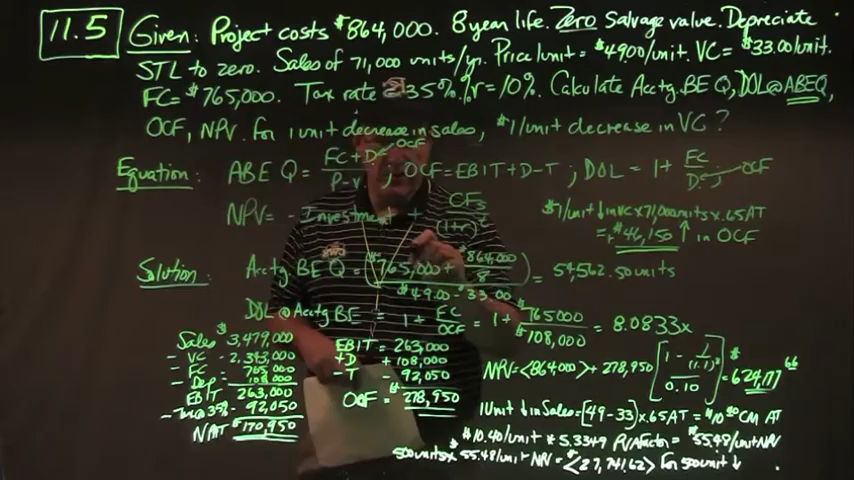 11.5 Given: Project costs $864,000. 8 year life. Zero Salvage value. Depreciate
STL to zero. Sales of 71,000 units/yr. Price/unit = $49.00/unit. VC = $33.00/unit.
FC = $765,000. Tax rate 35%. r = 10%. Calculate Acctg. BE Q, DOL@ABEQ,
OCF, NPV. For 1 unit decrease in sales, $1/unit decrease in VC?
Equation: ABE Q = FC + D / P-v ; OCF = EBIT + D - T ; DOL = 1 + FC / OCF
NPV = - Investment + CF / (1+r)
$1/unit ↓ in VC x 71,000 units x .65 AT
= + $46,150 ↑ in OCF
Solution: Acctg. BE Q = ($765,000 + $864,000 / 8) / $49.00 - 33.00 = 54,562.50 units
DOL @ Acctg BE = 1 + FC / OCF = 1 + $765000 / $108,000 = 8.0833x
Sales $3,479,000
- VC - 2,343,000
- FC - 765,000
- Dep - 108,000
EBIT 263,000
- 35% - 92,050
NAT $170,950
EBIT = 263,000
+D +108,000
-T - 92,050
OCF = $278,950
NPV = <864,000> + 278,950 [1 - 1/(1.1)^8 / 0.10] = $624,177.66
1 Unit ↓ in Sales = [49-33] x .65 AT = $10.40 CM AT
$10.40/unit * 5.3349 PVA Factor = $55.48/unit NPV
500 units x $55.48/unit NPV = <$27,741.62> for 500 unit ↓